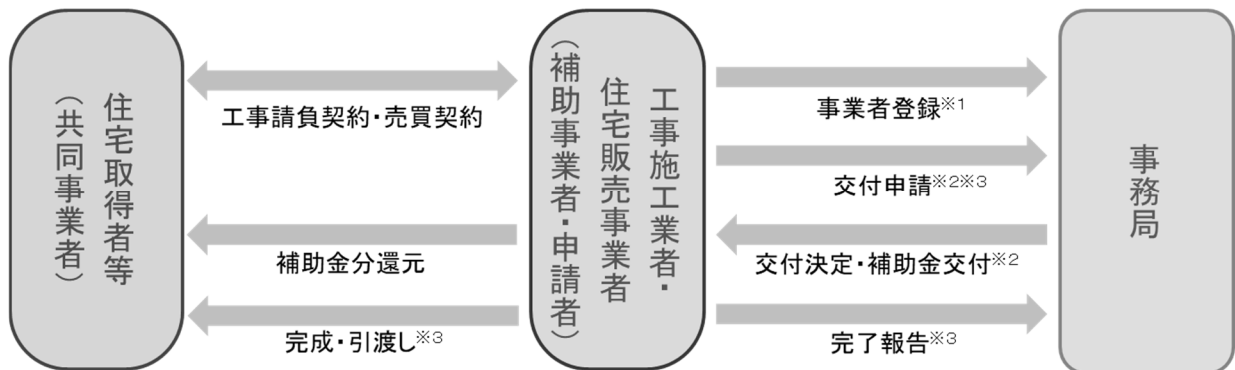 住宅取得者等
（共同事業者）
工事請負契約・売買契約
補助金分還元
完成・引渡し※3
工事施工業者・
住宅販売事業者
（補助事業者・申請者）
事業者登録※1
交付申請※2※3
交付決定・補助金交付※2
完了報告※3
事務局